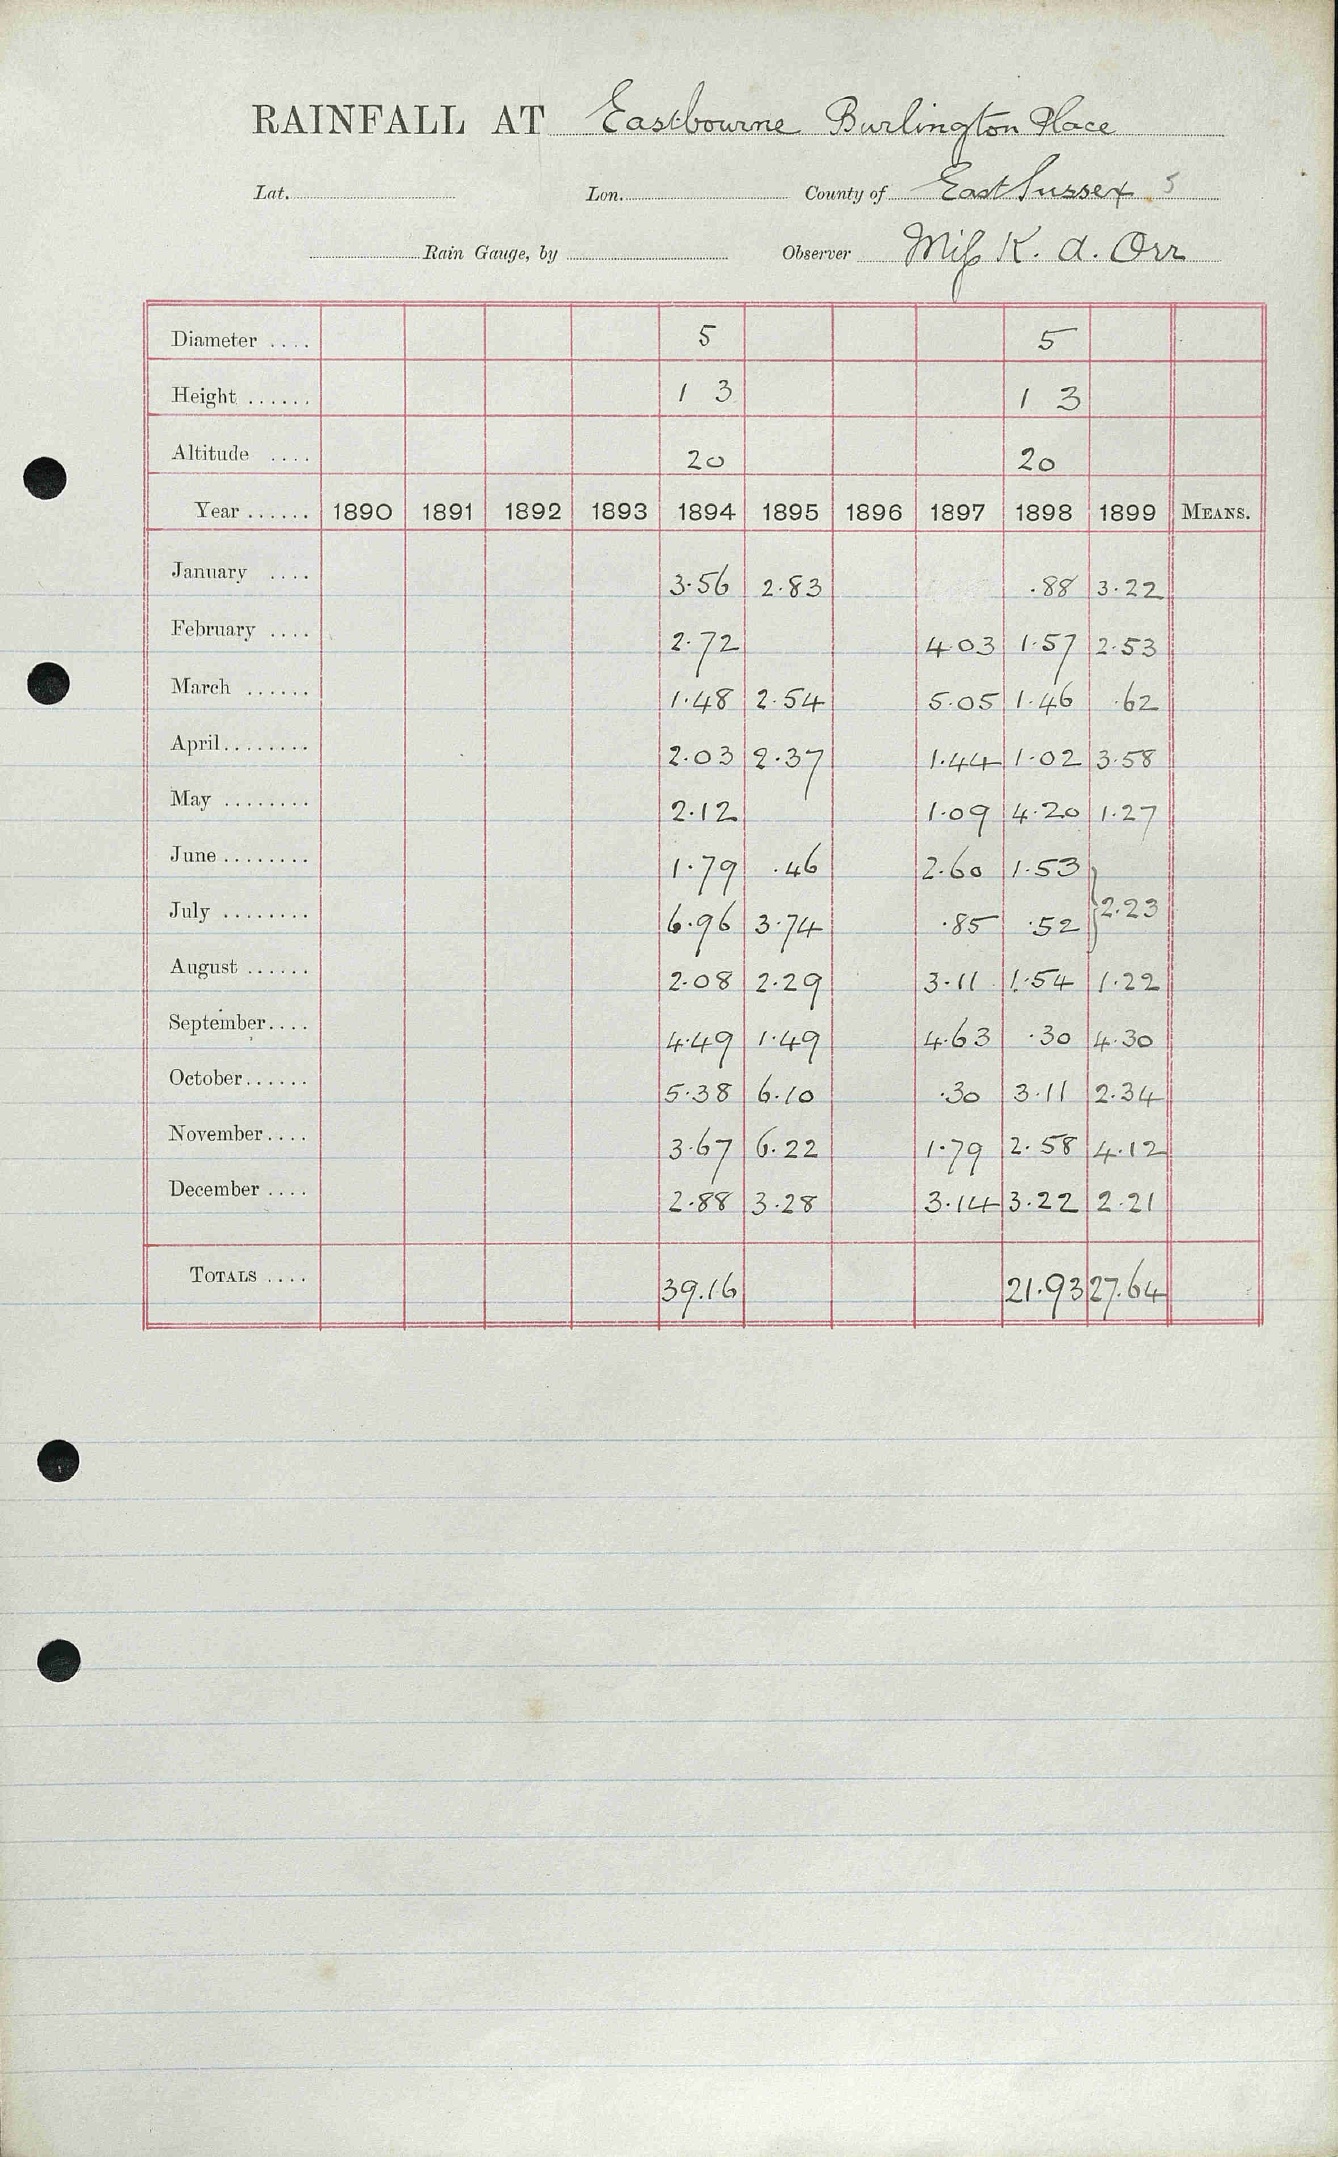 RAINFALL AT Eastbourne Burlington Place
Lat. Lon. County of East Sussex 5
Rain Gauge, by Observer Miss K. A. Orr
Diameter .... 5 5
Height ...... 1 3 1 3
Altitude .... 20 20
Year ...... 1890 1891 1892 1893 1894 1895 1896 1897 1898 1899 MEANS.
January .... 3.56 2.83 .88 3.22
February .... 2.72 4.03 1.57 2.53
March ...... 1.48 2.54 5.05 1.46 .62
April........ 2.03 2.37 1.44 1.02 3.58
May ........ 2.12 1.09 4.20 1.27
June........ 1.79 .46 2.60 1.53
July ........ 6.96 3.74 .85 .52 }2.23
August ...... 2.08 2.29 3.11 1.54 1.22
September.... 4.49 1.49 4.63 .30 4.30
October...... 5.38 6.10 .30 3.11 2.34
November.... 3.67 6.22 1.79 2.58 4.12
December .... 2.88 3.28 3.14 3.22 2.21
TOTALS .... 39.16 21.93 27.64